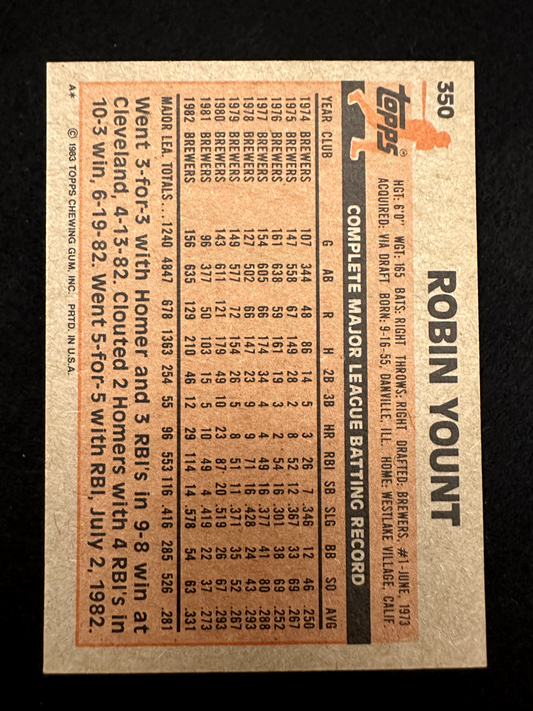 350
ROBIN YOUNT
topps®
HGT: 6'0" WGT: 165 BATS: RIGHT THROWS: RIGHT DRAFTED: BREWERS, #1-JUNE, 1973
ACQUIRED: VIA DRAFT BORN: 9-16-55, DANVILLE, ILL. HOME: WESTLAKE VILLAGE, CALIF.
COMPLETE MAJOR LEAGUE BATTING RECORD
YEAR CLUB G AB R H 2B 3B HR RBI SB SLG BB SO AVG
1974 BREWERS 107 344 48 86 14 5 3 26 7 .346 12 46 .250
1975 BREWERS 147 558 67 149 28 2 8 52 12 .367 33 69 .267
1976 BREWERS 161 638 59 161 19 3 2 54 16 .301 38 69 .252
1977 BREWERS 154 605 66 174 34 4 4 49 16 .377 41 80 .288
1978 BREWERS 127 502 66 147 23 9 9 71 16 .428 24 43 .293
1979 BREWERS 149 577 72 154 26 5 8 51 11 .371 35 52 .267
1980 BREWERS 143 611 121 179 49 10 23 87 20 .519 26 67 .293
1981 BREWERS 96 377 50 103 15 5 10 49 4 .419 22 37 .273
1982 BREWERS 156 635 129 210 46 12 29 114 14 .578 54 63 .331
MAJOR LEA. TOTALS ... 1240 4847 678 1363 254 55 96 553 116 .416 285 526 .281
Went 3-for-3 with Homer and 3 RBI's in 9-8 win at
Cleveland, 4-13-82. Clouted 2 Homers with 4 RBI's in
10-3 win, 6-19-82. Went 5-for-5 with RBI, July 2, 1982.
A* © 1983 TOPPS CHEWING GUM, INC. PRTD. IN U.S.A.